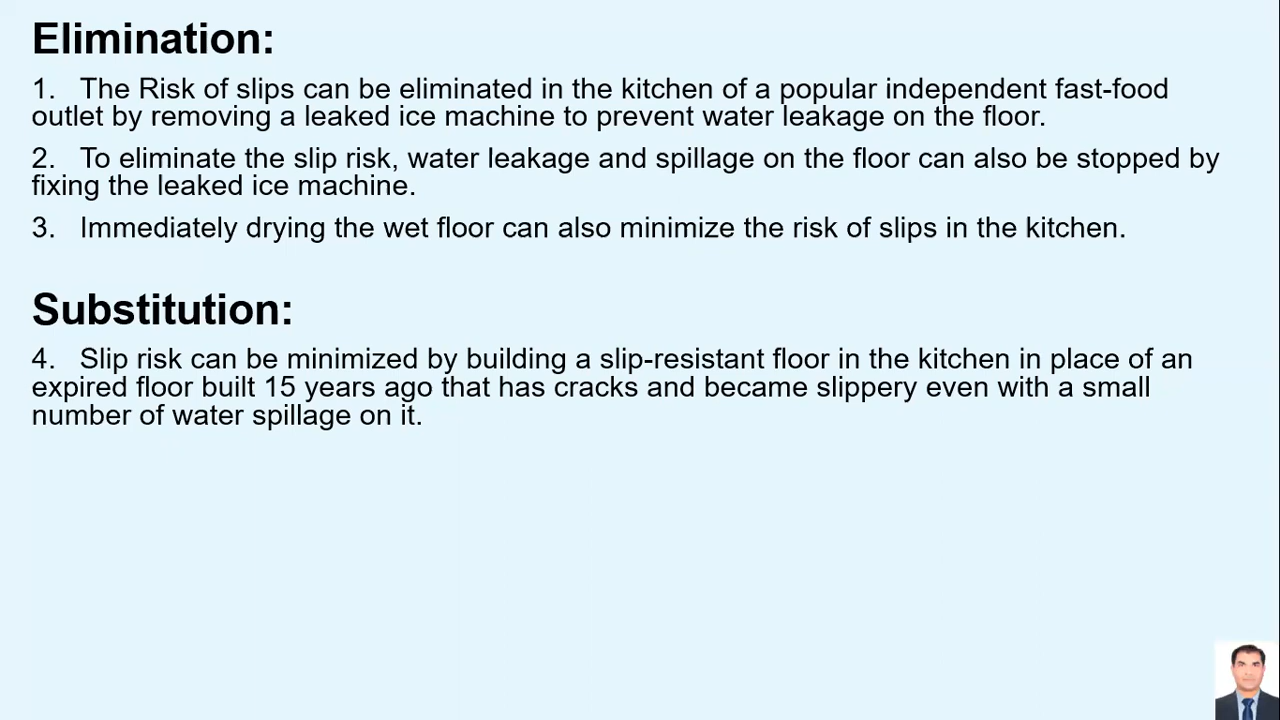 Elimination:
1. The Risk of slips can be eliminated in the kitchen of a popular independent fast-food
outlet by removing a leaked ice machine to prevent water leakage on the floor.
2. To eliminate the slip risk, water leakage and spillage on the floor can also be stopped by
fixing the leaked ice machine.
3. Immediately drying the wet floor can also minimize the risk of slips in the kitchen.
Substitution:
4. Slip risk can be minimized by building a slip-resistant floor in the kitchen in place of an
expired floor built 15 years ago that has cracks and became slippery even with a small
number of water spillage on it.